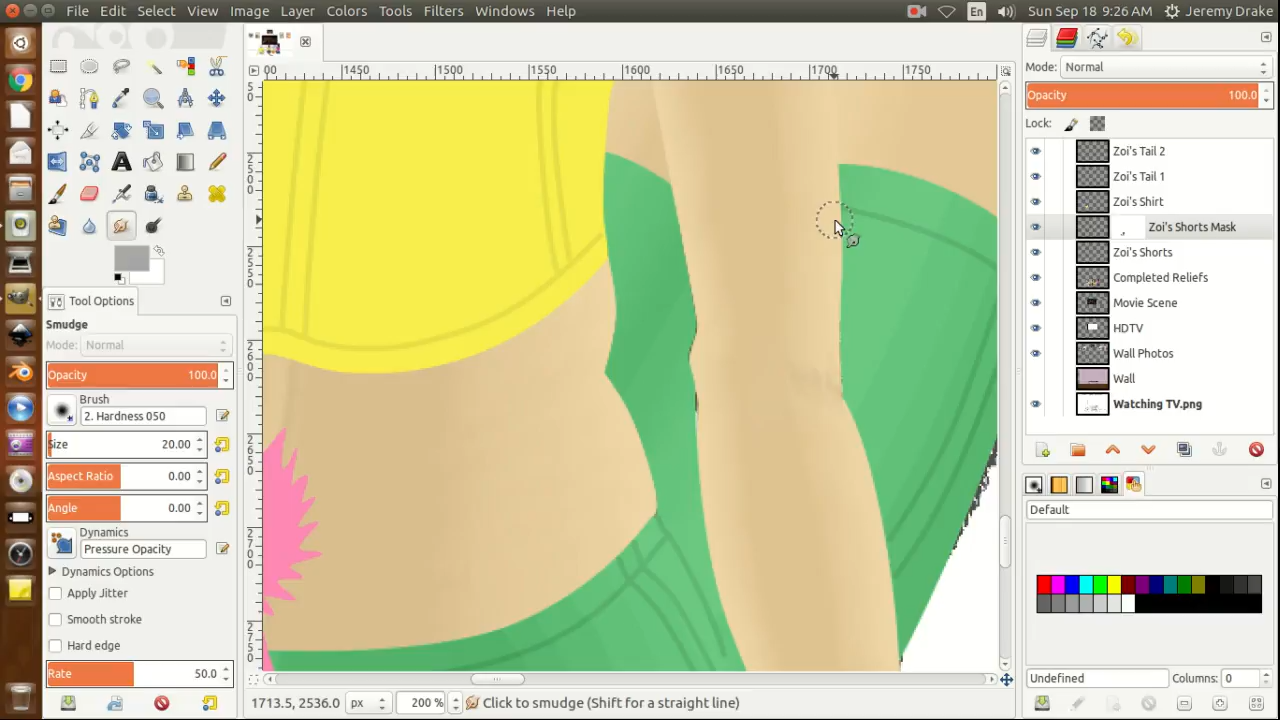 File Edit Select View Image Layer Colors Tools Filters Windows Help
En Sun Sep 18 9:26 AM Jeremy Drake
00 1450 1500 1550 1600 1650 1700 1750
Mode: Normal
Opacity 100.0
Lock:
Zoi's Tail 2
Zoi's Tail 1
Zoi's Shirt
Zoi's Shorts Mask
Zoi's Shorts
Completed Reliefs
Movie Scene
HDTV
Wall Photos
Wall
Watching TV.png
Tool Options
Smudge
Mode: Normal
Opacity 100.0
Brush
2. Hardness 050
Size 20.00
Aspect Ratio 0.00
Angle 0.00
Dynamics
Pressure Opacity
Dynamics Options
Apply Jitter
Smooth stroke
Hard edge
Rate 50.0
Default
Undefined Columns: 0
1713.5, 2536.0 px 200 % Click to smudge (Shift for a straight line)